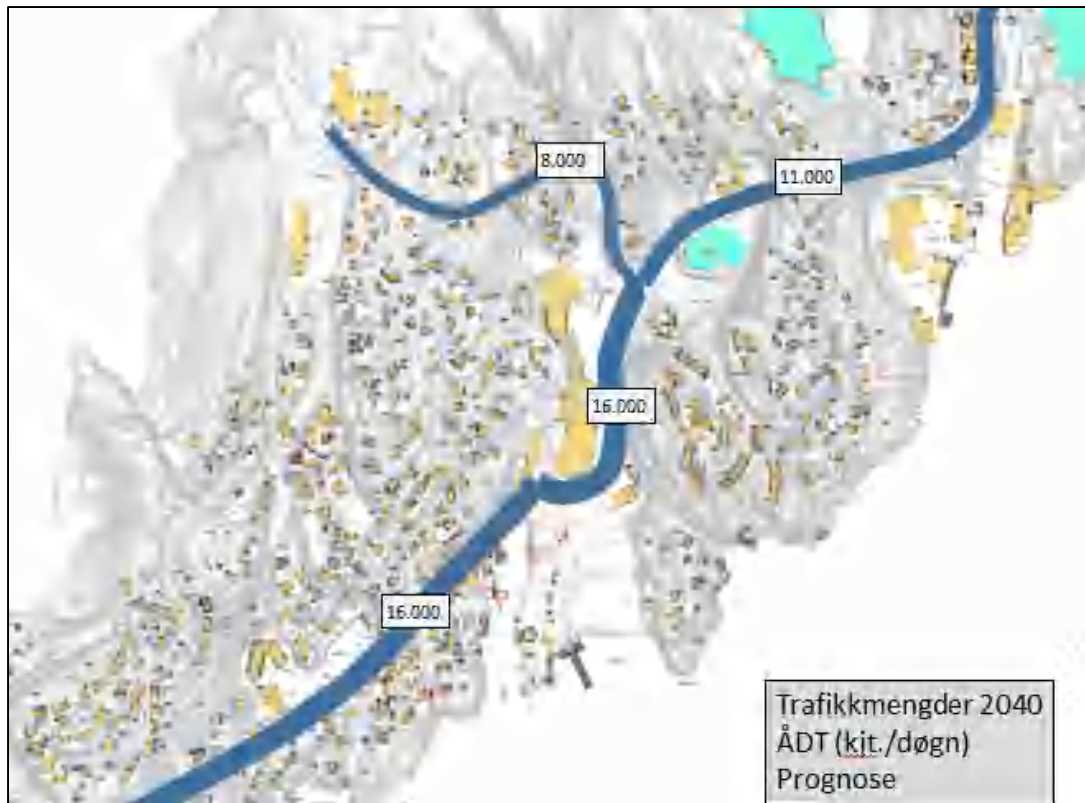 8.000
11.000
16.000
16.000
Trafikkmengder 2040
ÅDT (kjt./døgn)
Prognose